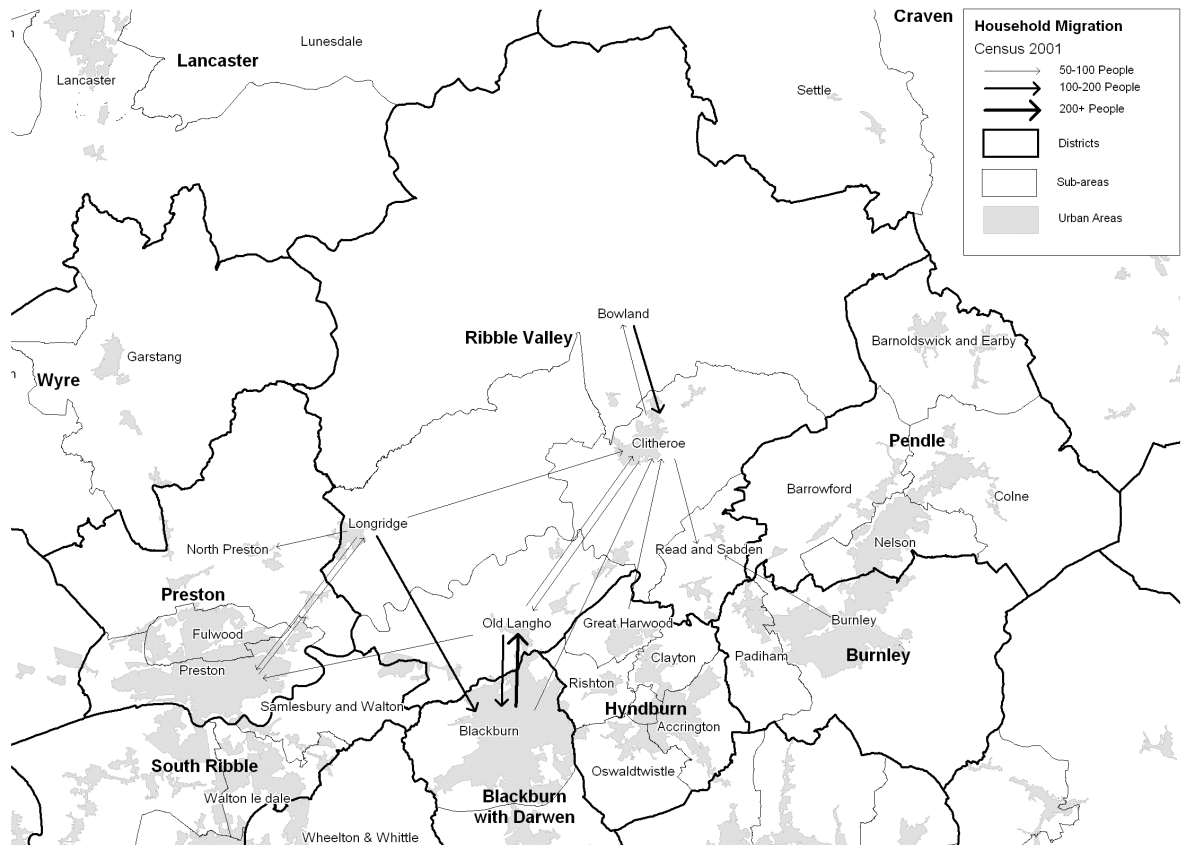 Craven
Household Migration
Census 2001
50-100 People
100-200 People
200+ People
Districts
Sub-areas
Urban Areas
Lunesdale
Lancaster
Lancaster
Settle
Bowland
Ribble Valley
Barnoldswick and Earby
Garstang
Wyre
Clitheroe
Pendle
Barrowford
Colne
Longridge
Nelson
North Preston
Read and Sabden
Preston
Fulwood
Old Langho
Great Harwood
Burnley
Clayton
Padiham
Burnley
Preston
Rishton
Samlesbury and Walton
Hyndburn
Accrington
Blackburn
South Ribble
Oswaldtwistle
Walton le dale
Blackburn
with Darwen
Wheelton & Whittle